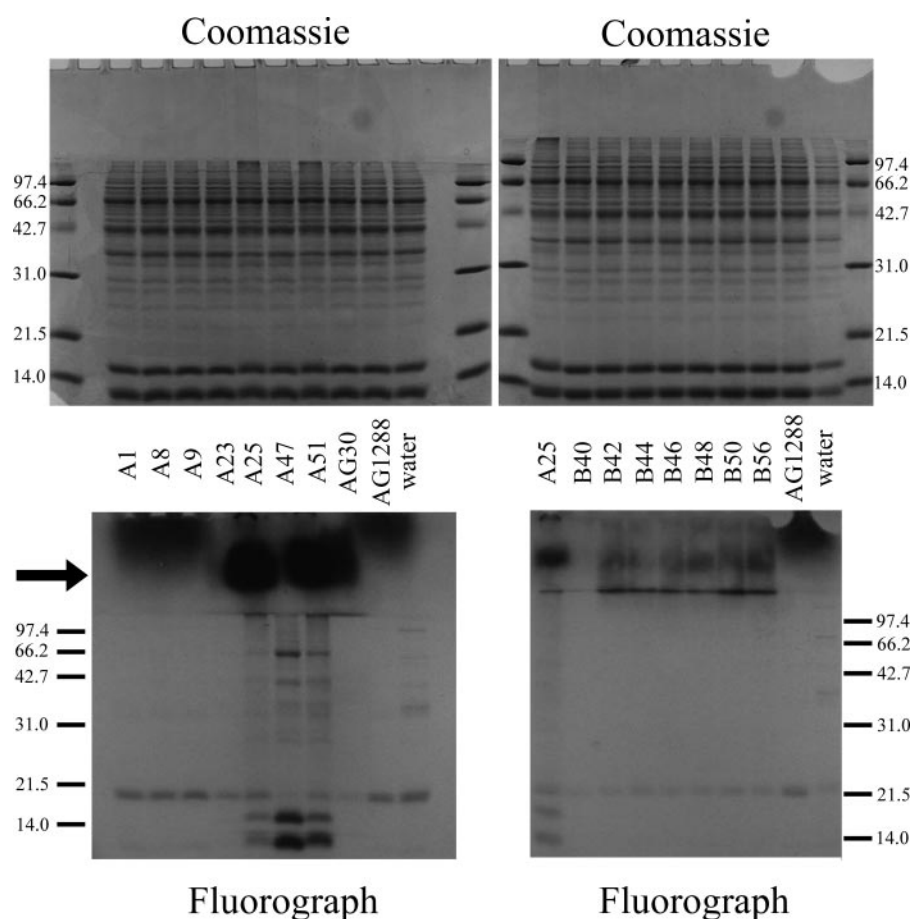 Coomassie
Coomassie
97.4
66.2
42.7
31.0
21.5
14.0
97.4
66.2
42.7
31.0
21.5
14.0
A1
A8
A9
A23
A25
A47
A51
AG30
AG1288
water
A25
B40
B42
B44
B46
B48
B50
B56
AG1288
water
97.4
66.2
42.7
31.0
21.5
14.0
97.4
66.2
42.7
31.0
21.5
14.0
Fluorograph
Fluorograph